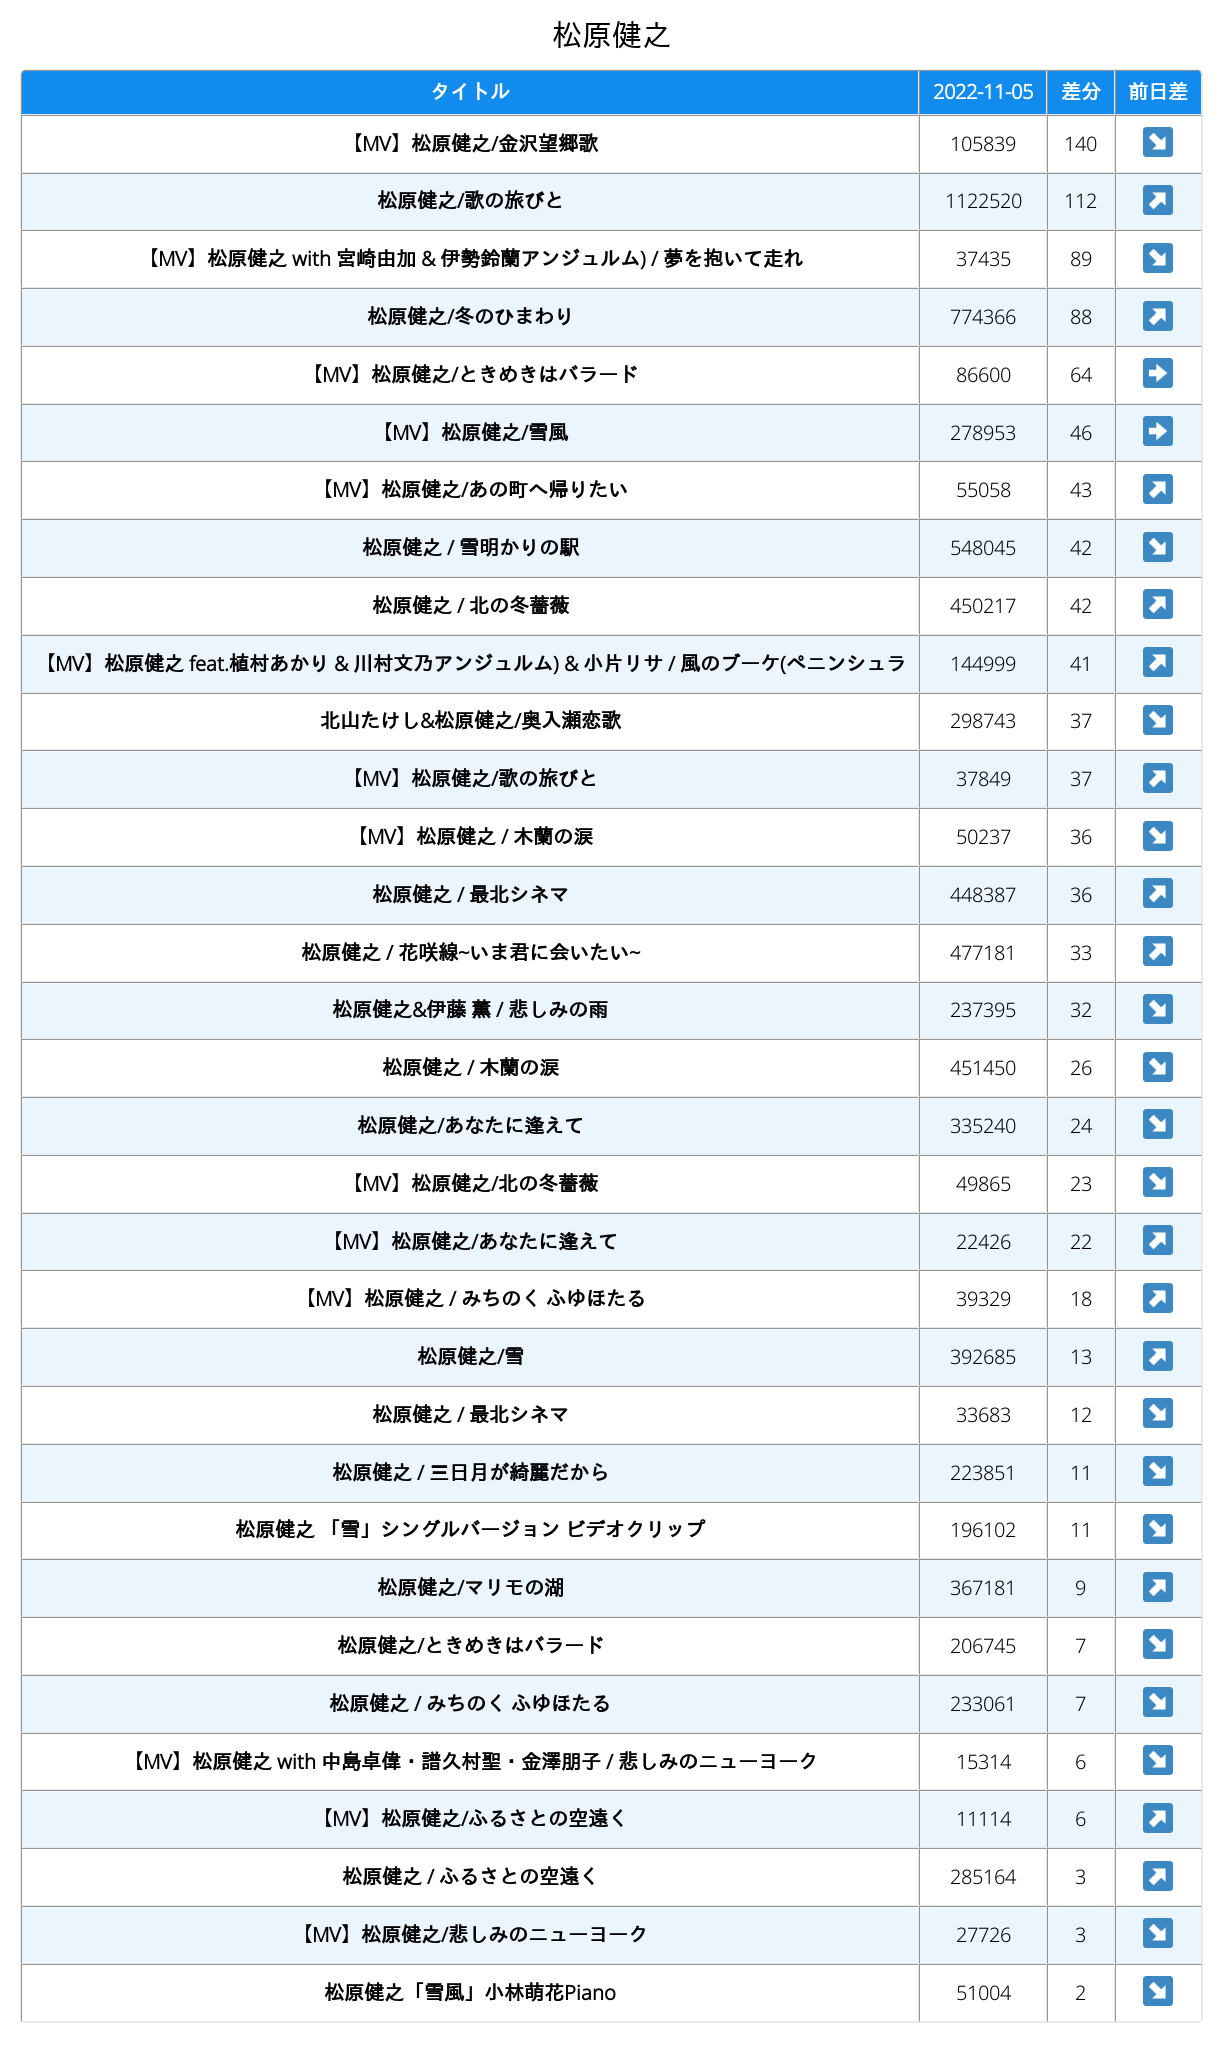 松原健之
タイトル 2022-11-05 差分 前日差
【MV】松原健之/金沢望郷歌 105839 140 ↘
松原健之/歌の旅びと 1122520 112 ↗
【MV】松原健之 with 宮崎由加 & 伊勢鈴蘭アンジュルム) / 夢を抱いて走れ 37435 89 ↘
松原健之/冬のひまわり 774366 88 ↗
【MV】松原健之/ときめきはバラード 86600 64 ➡
【MV】松原健之/雪風 278953 46 ➡
【MV】松原健之/あの町へ帰りたい 55058 43 ↗
松原健之 / 雪明かりの駅 548045 42 ↘
松原健之 / 北の冬薔薇 450217 42 ↗
【MV】松原健之 feat.植村あかり & 川村文乃アンジュルム) & 小片リサ / 風のブーケ(ペニンシュラ 144999 41 ↗
北山たけし&松原健之/奥入瀬恋歌 298743 37 ↘
【MV】松原健之/歌の旅びと 37849 37 ↗
【MV】松原健之 / 木蘭の涙 50237 36 ↘
松原健之 / 最北シネマ 448387 36 ↗
松原健之 / 花咲線~いま君に会いたい~ 477181 33 ↗
松原健之&伊藤 薫 / 悲しみの雨 237395 32 ↘
松原健之 / 木蘭の涙 451450 26 ↘
松原健之/あなたに逢えて 335240 24 ↘
【MV】松原健之/北の冬薔薇 49865 23 ↘
【MV】松原健之/あなたに逢えて 22426 22 ↗
【MV】松原健之 / みちのく ふゆほたる 39329 18 ↗
松原健之/雪 392685 13 ↗
松原健之 / 最北シネマ 33683 12 ↘
松原健之 / 三日月が綺麗だから 223851 11 ↘
松原健之 「雪」シングルバージョン ビデオクリップ 196102 11 ↘
松原健之/マリモの湖 367181 9 ↗
松原健之/ときめきはバラード 206745 7 ↘
松原健之 / みちのく ふゆほたる 233061 7 ↘
【MV】松原健之 with 中島卓偉・譜久村聖・金澤朋子 / 悲しみのニューヨーク 15314 6 ↘
【MV】松原健之/ふるさとの空遠く 11114 6 ↗
松原健之 / ふるさとの空遠く 285164 3 ↗
【MV】松原健之/悲しみのニューヨーク 27726 3 ↘
松原健之「雪風」小林萌花Piano 51004 2 ↘